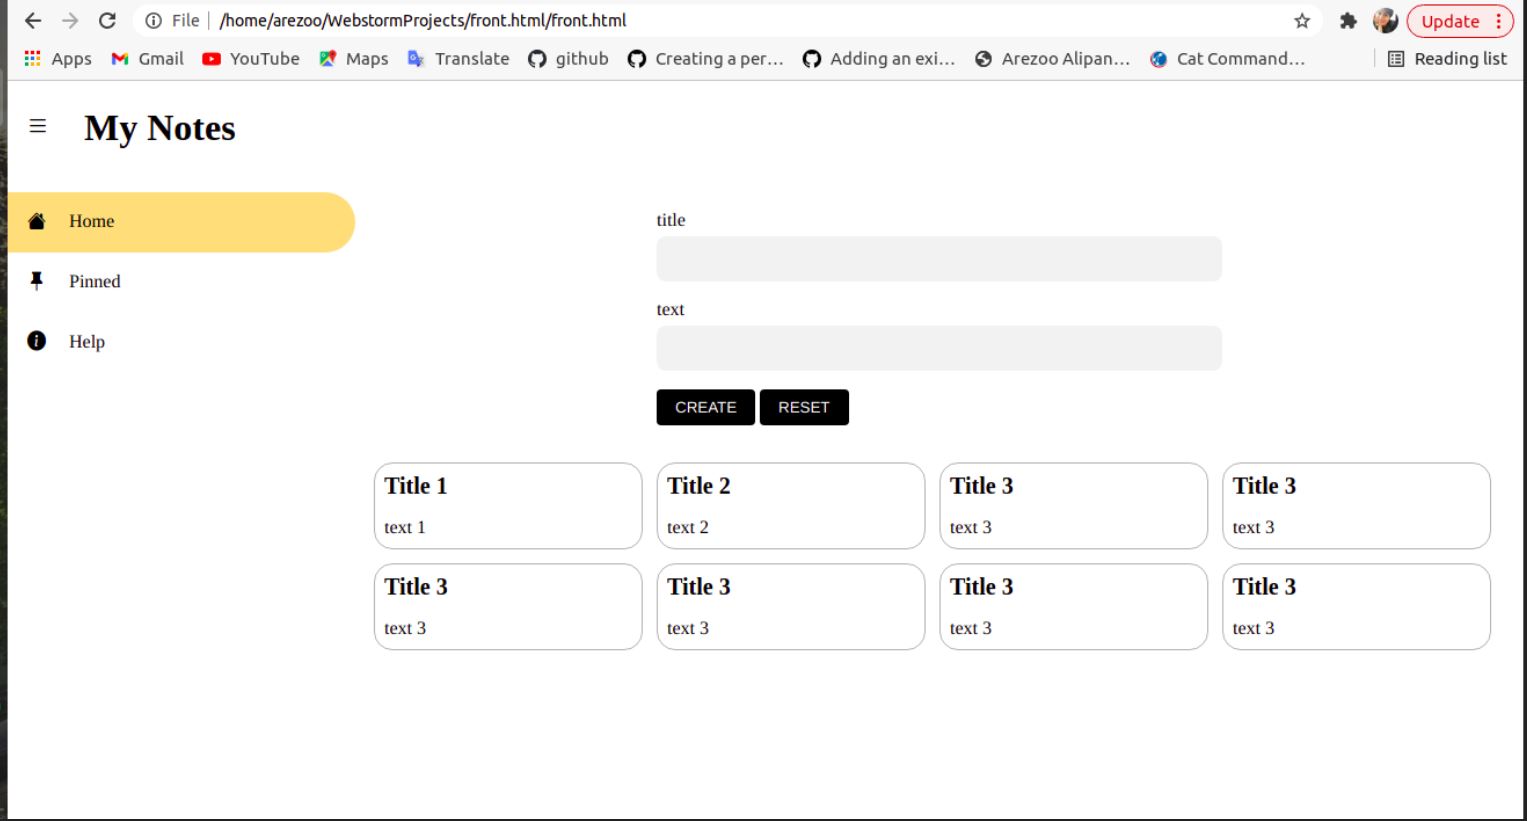 File | /home/arezoo/WebstormProjects/front.html/front.html Update
Apps Gmail YouTube Maps Translate github Creating a per… Adding an exi… Arezoo Alipan… Cat Command… Reading list
My Notes
Home
Pinned
Help
title
text
CREATE RESET
Title 1 Title 2 Title 3 Title 3
text 1 text 2 text 3 text 3
Title 3 Title 3 Title 3 Title 3
text 3 text 3 text 3 text 3